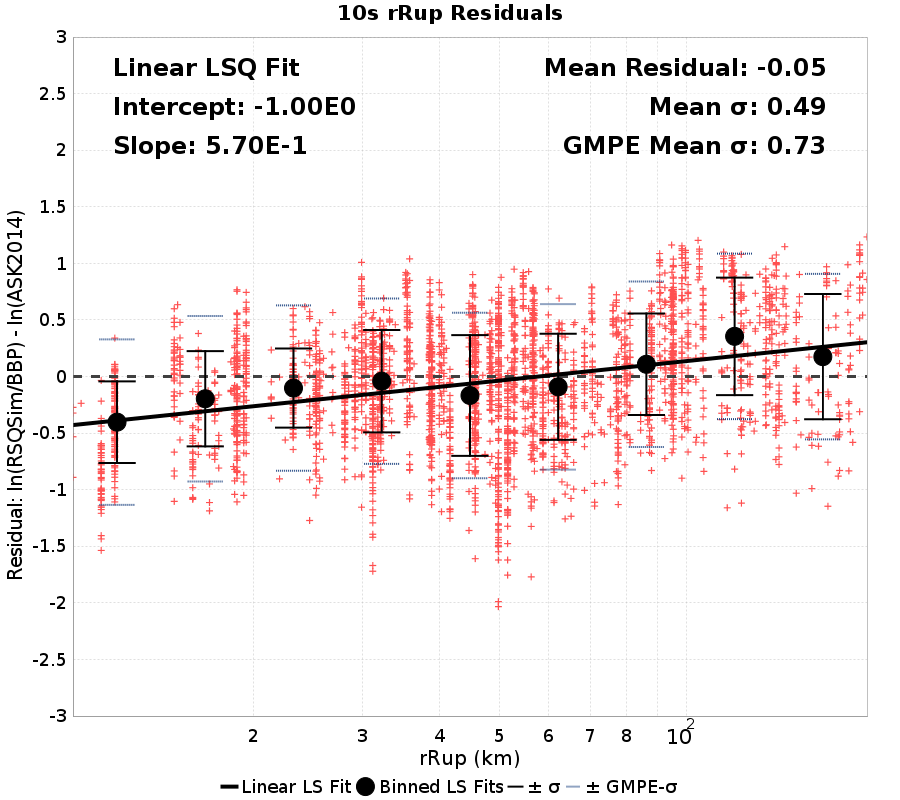 10s rRup Residuals
Linear LSQ Fit
Intercept: -1.00E0
Slope: 5.70E-1
Mean Residual: -0.05
Mean σ: 0.49
GMPE Mean σ: 0.73
Residual: ln(RSQSim/BBP) - ln(ASK2014)
3
2.5
2
1.5
1
0.5
0
-0.5
-1
-1.5
-2
-2.5
-3
2 3 4 5 6 7 8 10^2
rRup (km)
Linear LS Fit Binned LS Fits ± σ ± GMPE-σ